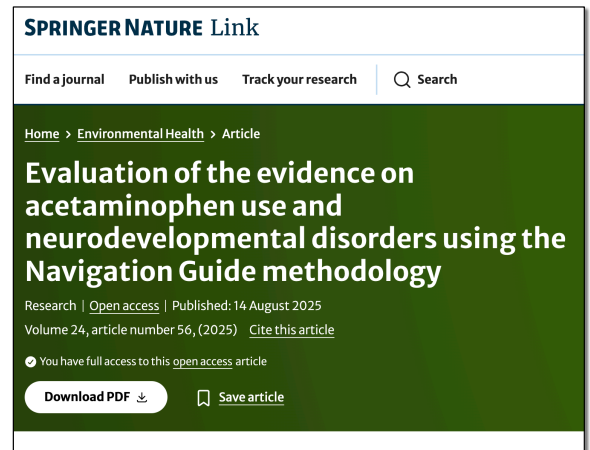 SPRINGER NATURE Link
Find a journal Publish with us Track your research Search
Home > Environmental Health > Article
Evaluation of the evidence on
acetaminophen use and
neurodevelopmental disorders using the
Navigation Guide methodology
Research | Open access | Published: 14 August 2025
Volume 24, article number 56, (2025) Cite this article
You have full access to this open access article
Download PDF Save article